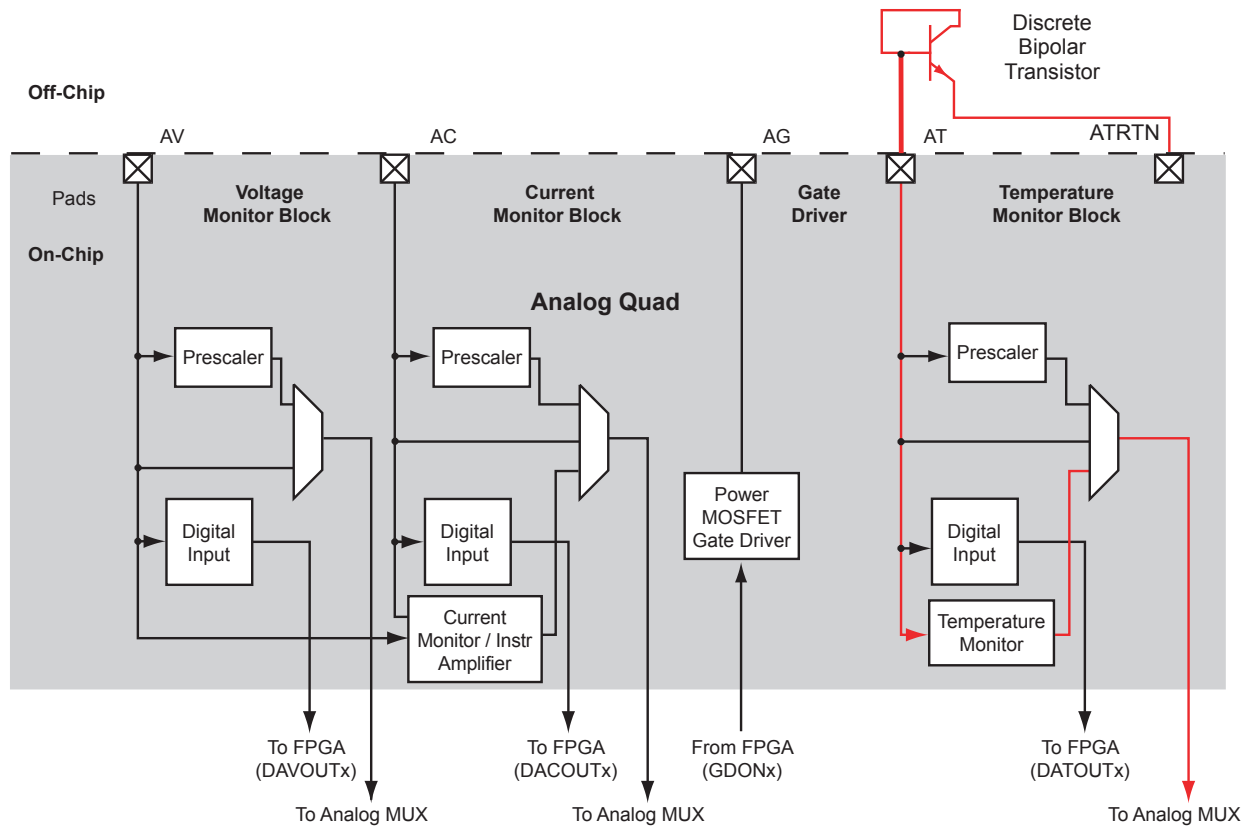 Discrete
Bipolar
Transistor
Off-Chip
AV
AC
AG
AT
ATRTN
Pads
Voltage
Monitor Block
Current
Monitor Block
Gate
Driver
Temperature
Monitor Block
On-Chip
Analog Quad
Prescaler
Prescaler
Prescaler
Digital
Input
Digital
Input
Power
MOSFET
Gate Driver
Digital
Input
Current
Monitor / Instr
Amplifier
Temperature
Monitor
To FPGA
(DAVOUTx)
To FPGA
(DACOUTx)
From FPGA
(GDONx)
To FPGA
(DATOUTx)
To Analog MUX
To Analog MUX
To Analog MUX